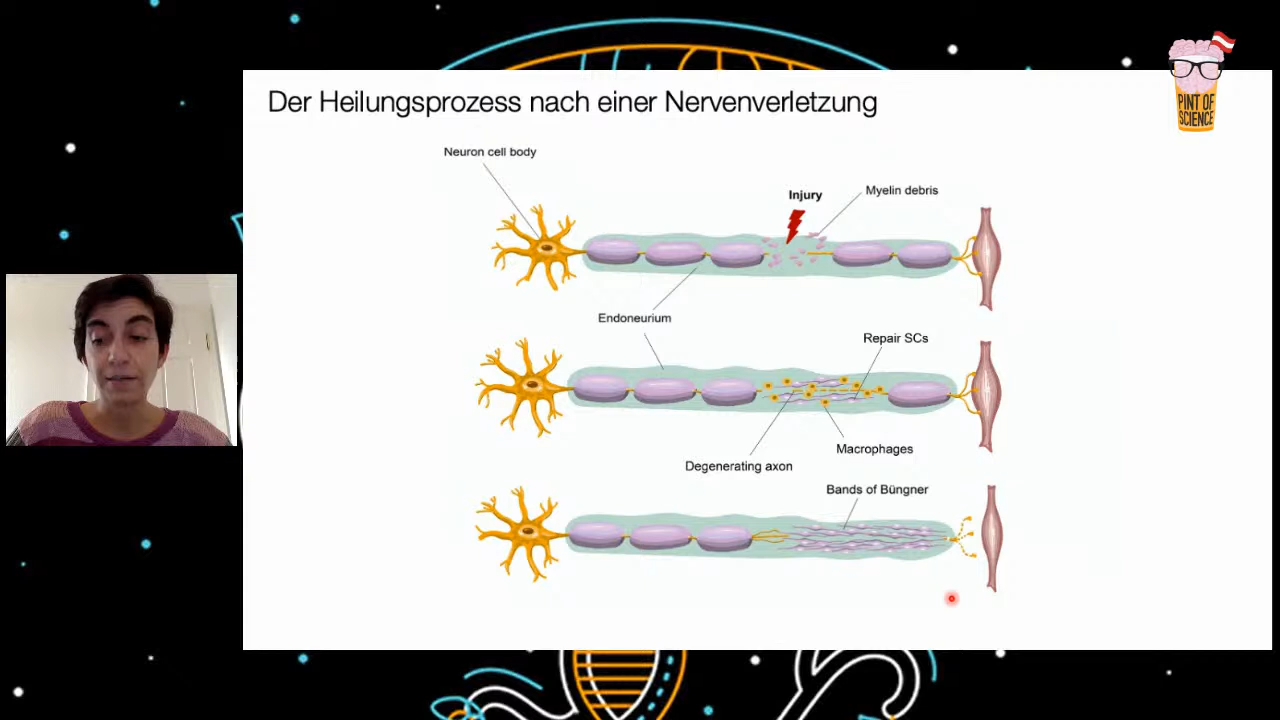 PINT OF
SCIENCE
Der Heilungsprozess nach einer Nervenverletzung
Neuron cell body
Injury
Myelin debris
Endoneurium
Repair SCs
Macrophages
Degenerating axon
Bands of Büngner